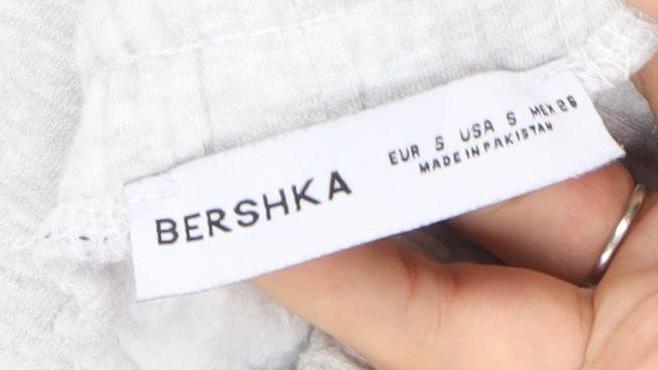 BERSHKA
EUR S USA S MEX 26
MADE IN PAKISTAN